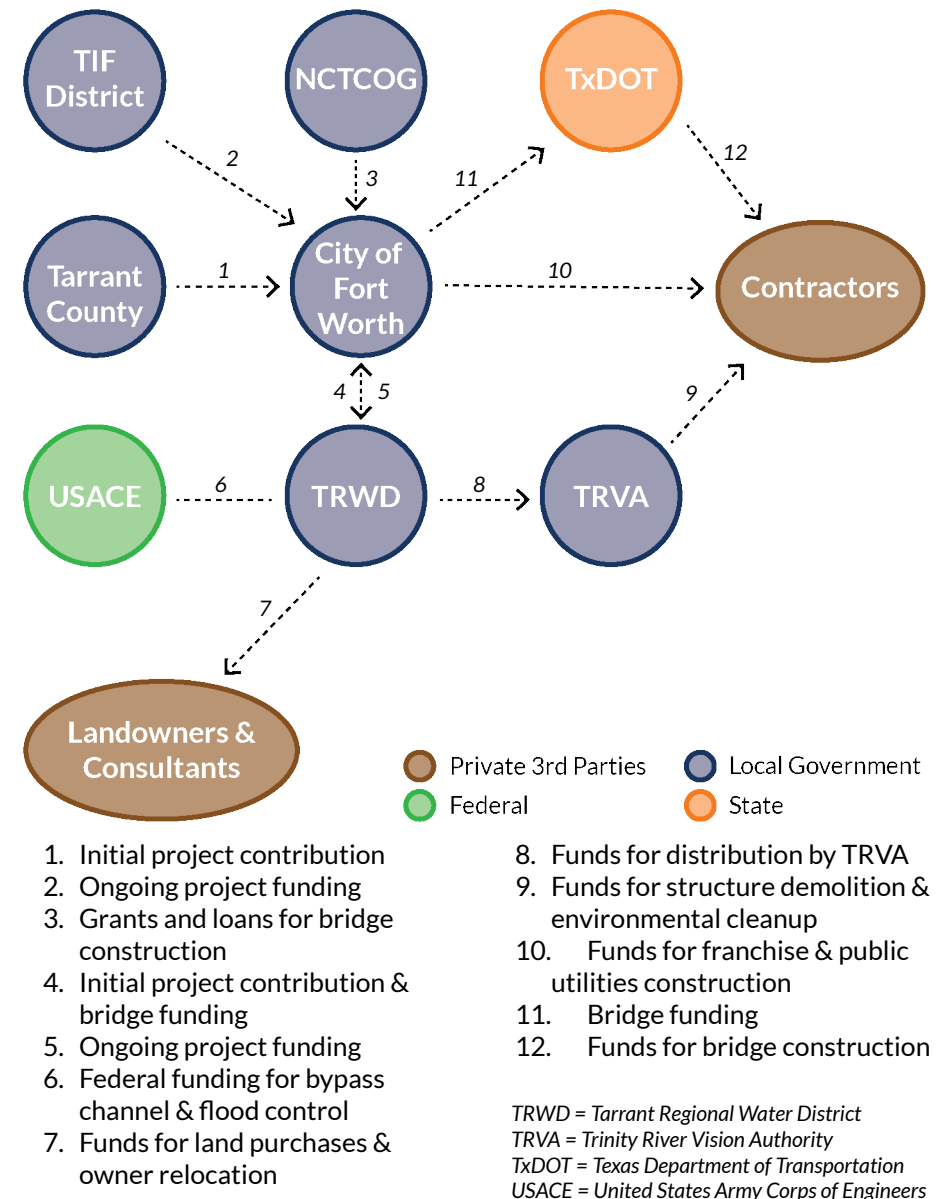 TIF
District
NCTCOG
TxDOT
2
3
11
12
Tarrant
County
1
City of
Fort
Worth
10
Contractors
4
5
9
USACE
6
TRWD
8
TRVA
7
Landowners &
Consultants
Private 3rd Parties
Local Government
Federal
State
1. Initial project contribution
2. Ongoing project funding
3. Grants and loans for bridge
construction
4. Initial project contribution &
bridge funding
5. Ongoing project funding
6. Federal funding for bypass
channel & flood control
7. Funds for land purchases &
owner relocation
8. Funds for distribution by TRVA
9. Funds for structure demolition &
environmental cleanup
10. Funds for franchise & public
utilities construction
11. Bridge funding
12. Funds for bridge construction
TRWD = Tarrant Regional Water District
TRVA = Trinity River Vision Authority
TxDOT = Texas Department of Transportation
USACE = United States Army Corps of Engineers